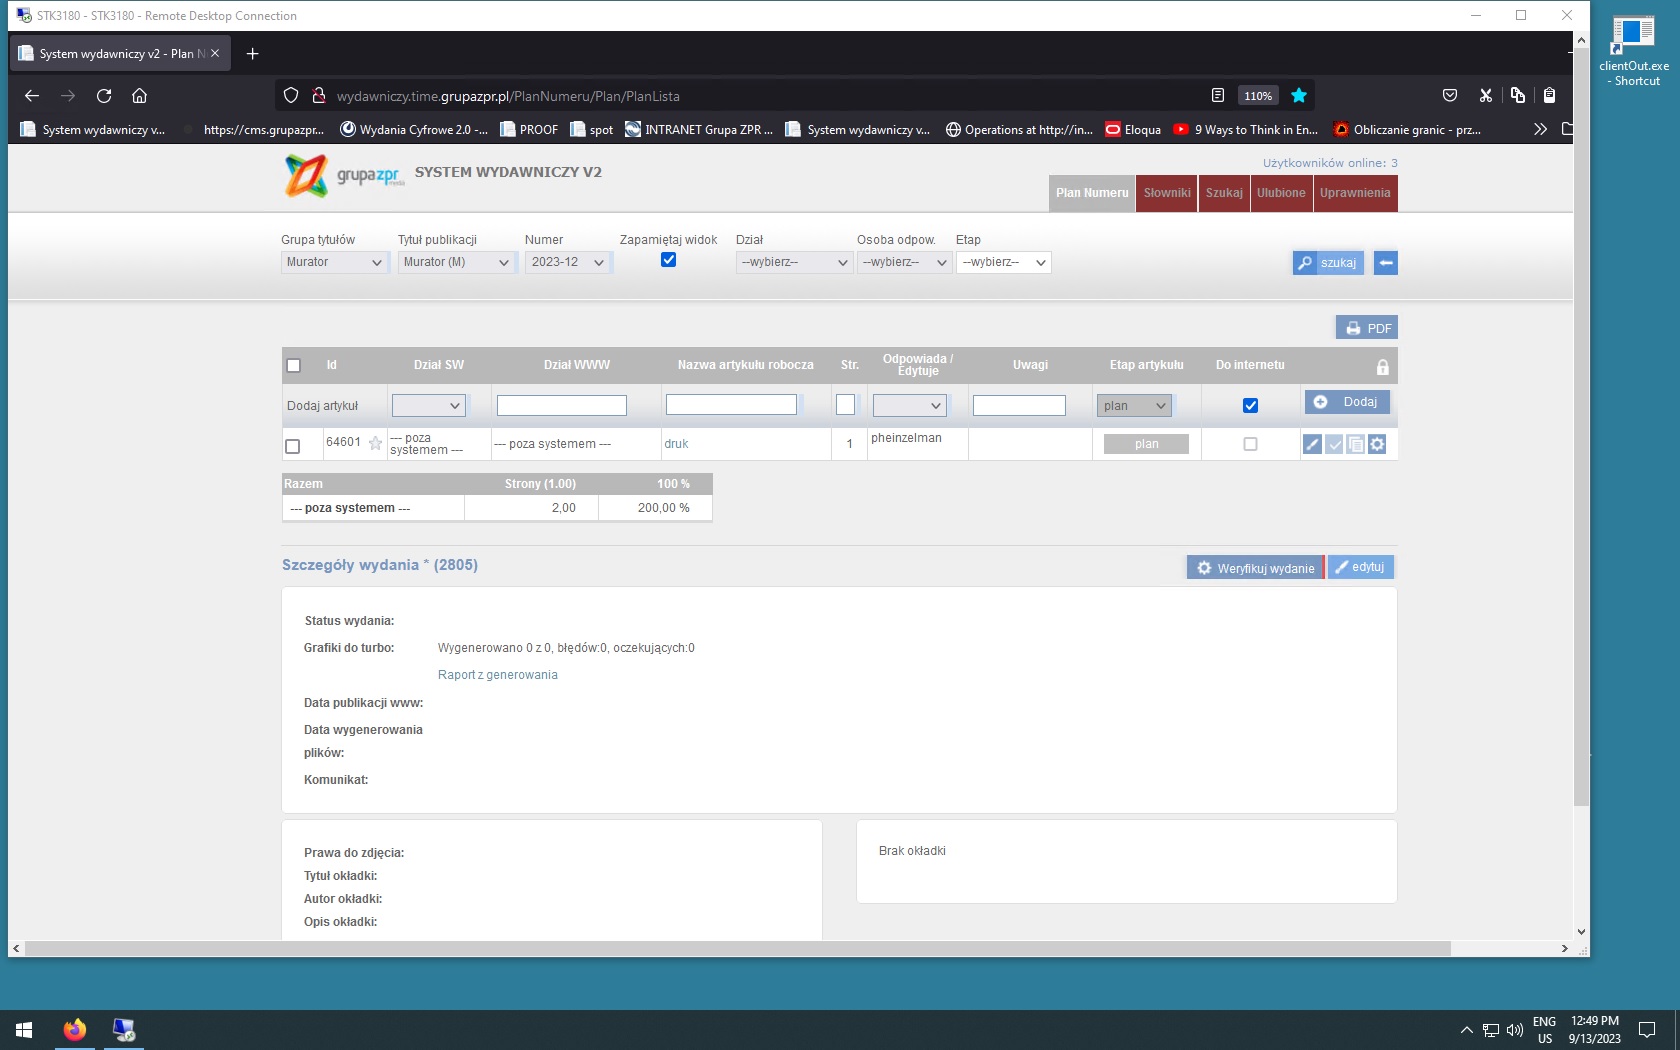 STK3180 - STK3180 - Remote Desktop Connection
clientOut.exe
- Shortcut
System wydawniczy v2 - Plan N
wydawniczy.time.grupazpr.pl/PlanNumeru/Plan/PlanLista
110%
System wydawniczy v...
https://cms.grupazpr...
Wydania Cyfrowe 2.0 -...
PROOF
spot
INTRANET Grupa ZPR ...
System wydawniczy v...
Operations at http://in...
Eloqua
9 Ways to Think in En...
Obliczanie granic - prz...
grupazpr media
SYSTEM WYDAWNICZY V2
Użytkowników online: 3
Plan Numeru
Słowniki
Szukaj
Ulubione
Uprawnienia
Grupa tytułów
Tytuł publikacji
Numer
Zapamiętaj widok
Dział
Osoba odpow.
Etap
Murator
Murator (M)
2023-12
--wybierz--
--wybierz--
--wybierz--
szukaj
PDF
Id
Dział SW
Dział WWW
Nazwa artykułu robocza
Str.
Odpowiada /
Edytuje
Uwagi
Etap artykułu
Do internetu
Dodaj artykuł
plan
Dodaj
64601
--- poza
systemem ---
--- poza systemem ---
druk
1
pheinzelman
plan
Razem
Strony (1.00)
100 %
--- poza systemem ---
2,00
200,00 %
Szczegóły wydania * (2805)
Weryfikuj wydanie
edytuj
Status wydania:
Grafiki do turbo:
Wygenerowano 0 z 0, błędów:0, oczekujących:0
Raport z generowania
Data publikacji www:
Data wygenerowania
plików:
Komunikat:
Prawa do zdjęcia:
Tytuł okładki:
Autor okładki:
Opis okładki:
Brak okładki
ENG
US
12:49 PM
9/13/2023